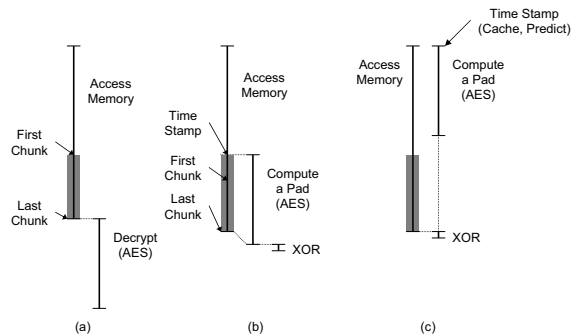 Access
Memory
First
Chunk
Last
Chunk
Decrypt
(AES)
(a)
Access
Memory
Time
Stamp
First
Chunk
Last
Chunk
Compute
a Pad
(AES)
XOR
(b)
Time Stamp
(Cache, Predict)
Access
Memory
Compute
a Pad
(AES)
XOR
(c)